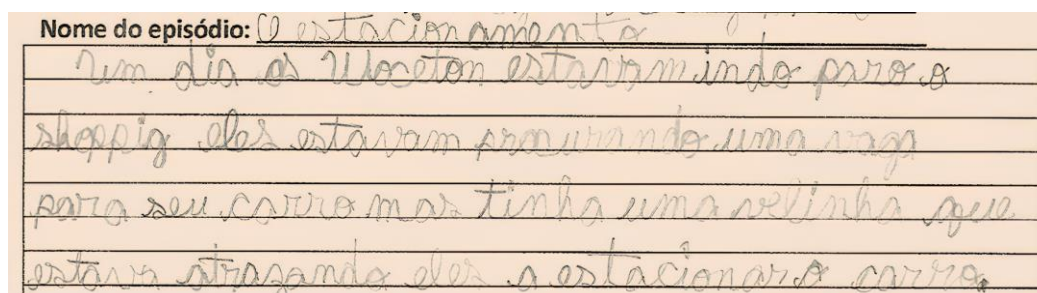 Nome do episódio: O estacionamento
um dia os Uoceton estavam indo para o
shoppig eles estavam procurando uma vaga
para seu carro mas tinha uma velinha que
estava atrasando eles a estacionar o carro.